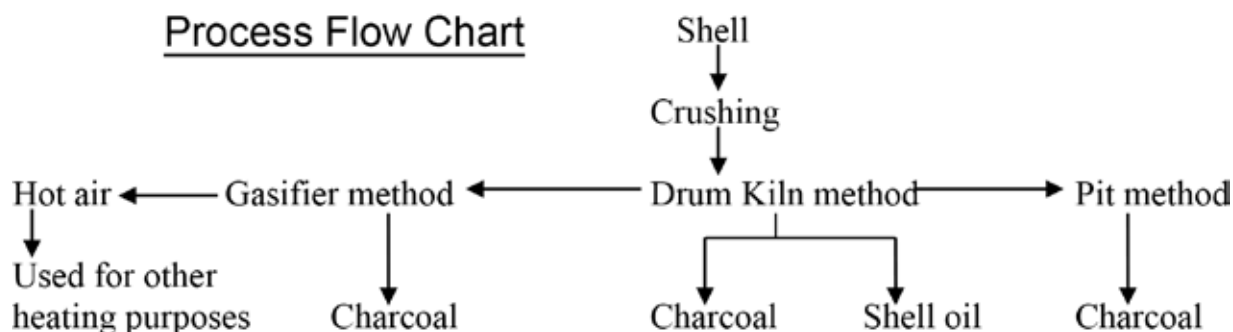 Process Flow Chart
Shell
Crushing
Hot air
Gasifier method
Drum Kiln method
Pit method
Used for other
heating purposes
Charcoal
Charcoal
Shell oil
Charcoal